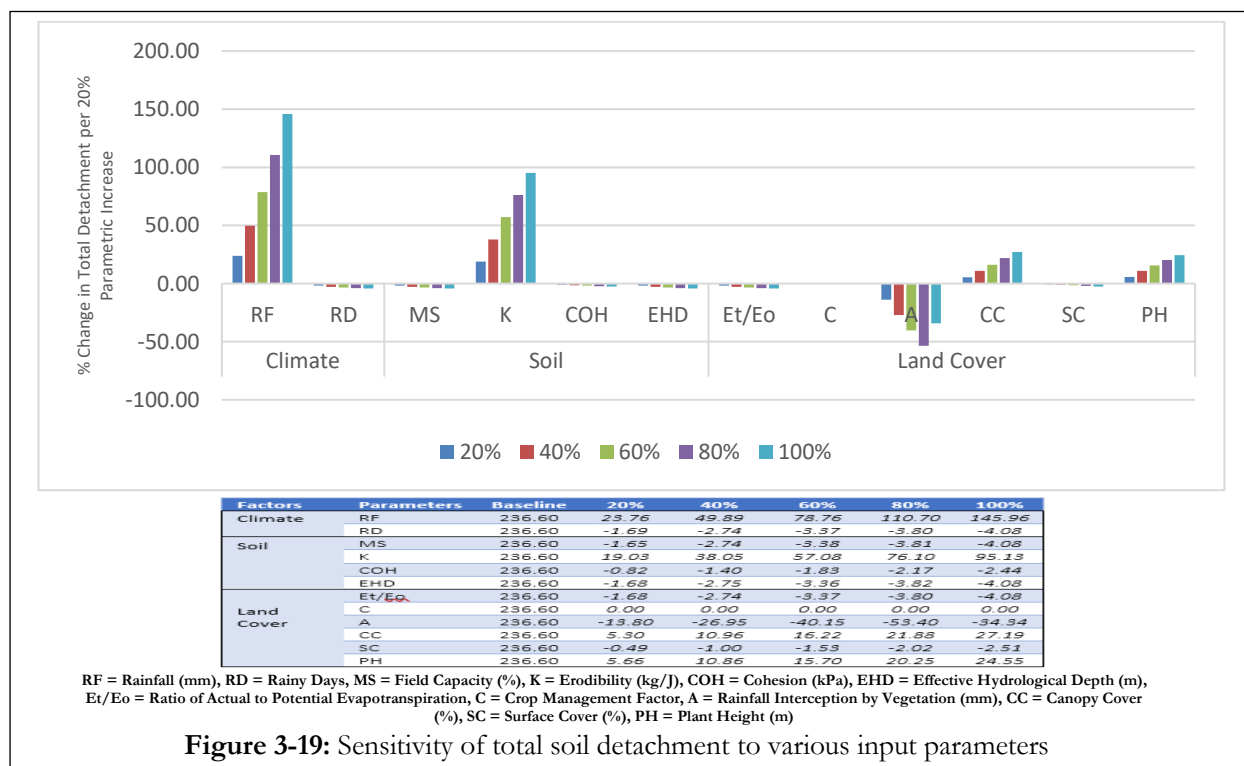 200.00
150.00
100.00
50.00
0.00
-50.00
-100.00
% Change in Total Detachment per 20%
Parametric Increase
RF RD MS K COH EHD Et/Eo C A CC SC PH
Climate Soil Land Cover
20% 40% 60% 80% 100%
Factors Parameters Baseline 20% 40% 60% 80% 100%
Climate RF 236.60 23.76 49.89 78.76 110.70 145.96
RD 236.60 -1.69 -2.74 -3.37 -3.80 -4.08
Soil MS 236.60 -1.65 -2.74 -3.38 -3.81 -4.08
K 236.60 19.03 38.05 57.08 76.10 95.13
COH 236.60 -0.82 -1.40 -1.83 -2.17 -2.44
EHD 236.60 -1.68 -2.75 -3.36 -3.82 -4.08
Et/Eo 236.60 -1.68 -2.74 -3.37 -3.80 -4.08
Land C 236.60 0.00 0.00 0.00 0.00 0.00
Cover A 236.60 -13.80 -26.95 -40.15 -53.40 -34.34
CC 236.60 5.30 10.96 16.22 21.88 27.19
SC 236.60 -0.49 -1.00 -1.53 -2.02 -2.51
PH 236.60 5.66 10.86 15.70 20.25 24.55
RF = Rainfall (mm), RD = Rainy Days, MS = Field Capacity (%), K = Erodibility (kg/J), COH = Cohesion (kPa), EHD = Effective Hydrological Depth (m),
Et/Eo = Ratio of Actual to Potential Evapotranspiration, C = Crop Management Factor, A = Rainfall Interception by Vegetation (mm), CC = Canopy Cover
(%), SC = Surface Cover (%), PH = Plant Height (m)
Figure 3-19: Sensitivity of total soil detachment to various input parameters